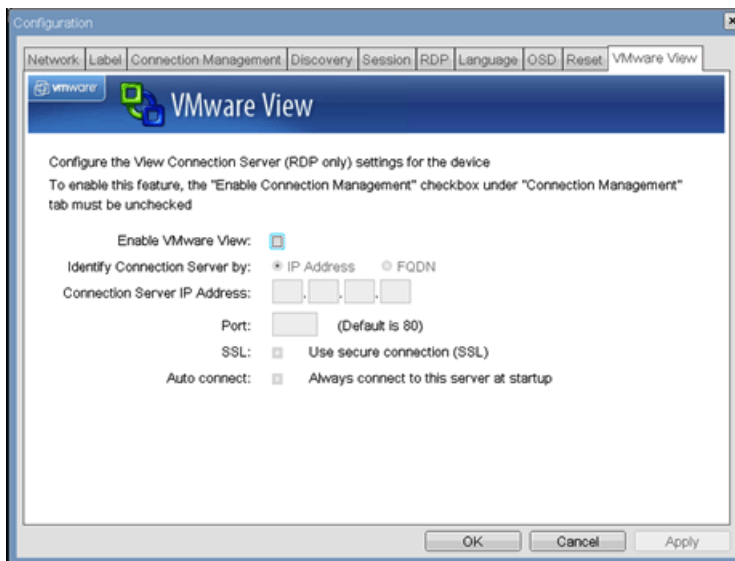 Configuration
Network Label Connection Management Discovery Session RDP Language OSD Reset VMware View
vmware VMware View
Configure the View Connection Server (RDP only) settings for the device
To enable this feature, the "Enable Connection Management" checkbox under "Connection Management"
tab must be unchecked
Enable VMware View:
Identify Connection Server by: IP Address FQDN
Connection Server IP Address: . . .
Port: (Default is 80)
SSL: Use secure connection (SSL)
Auto connect: Always connect to this server at startup
OK Cancel Apply